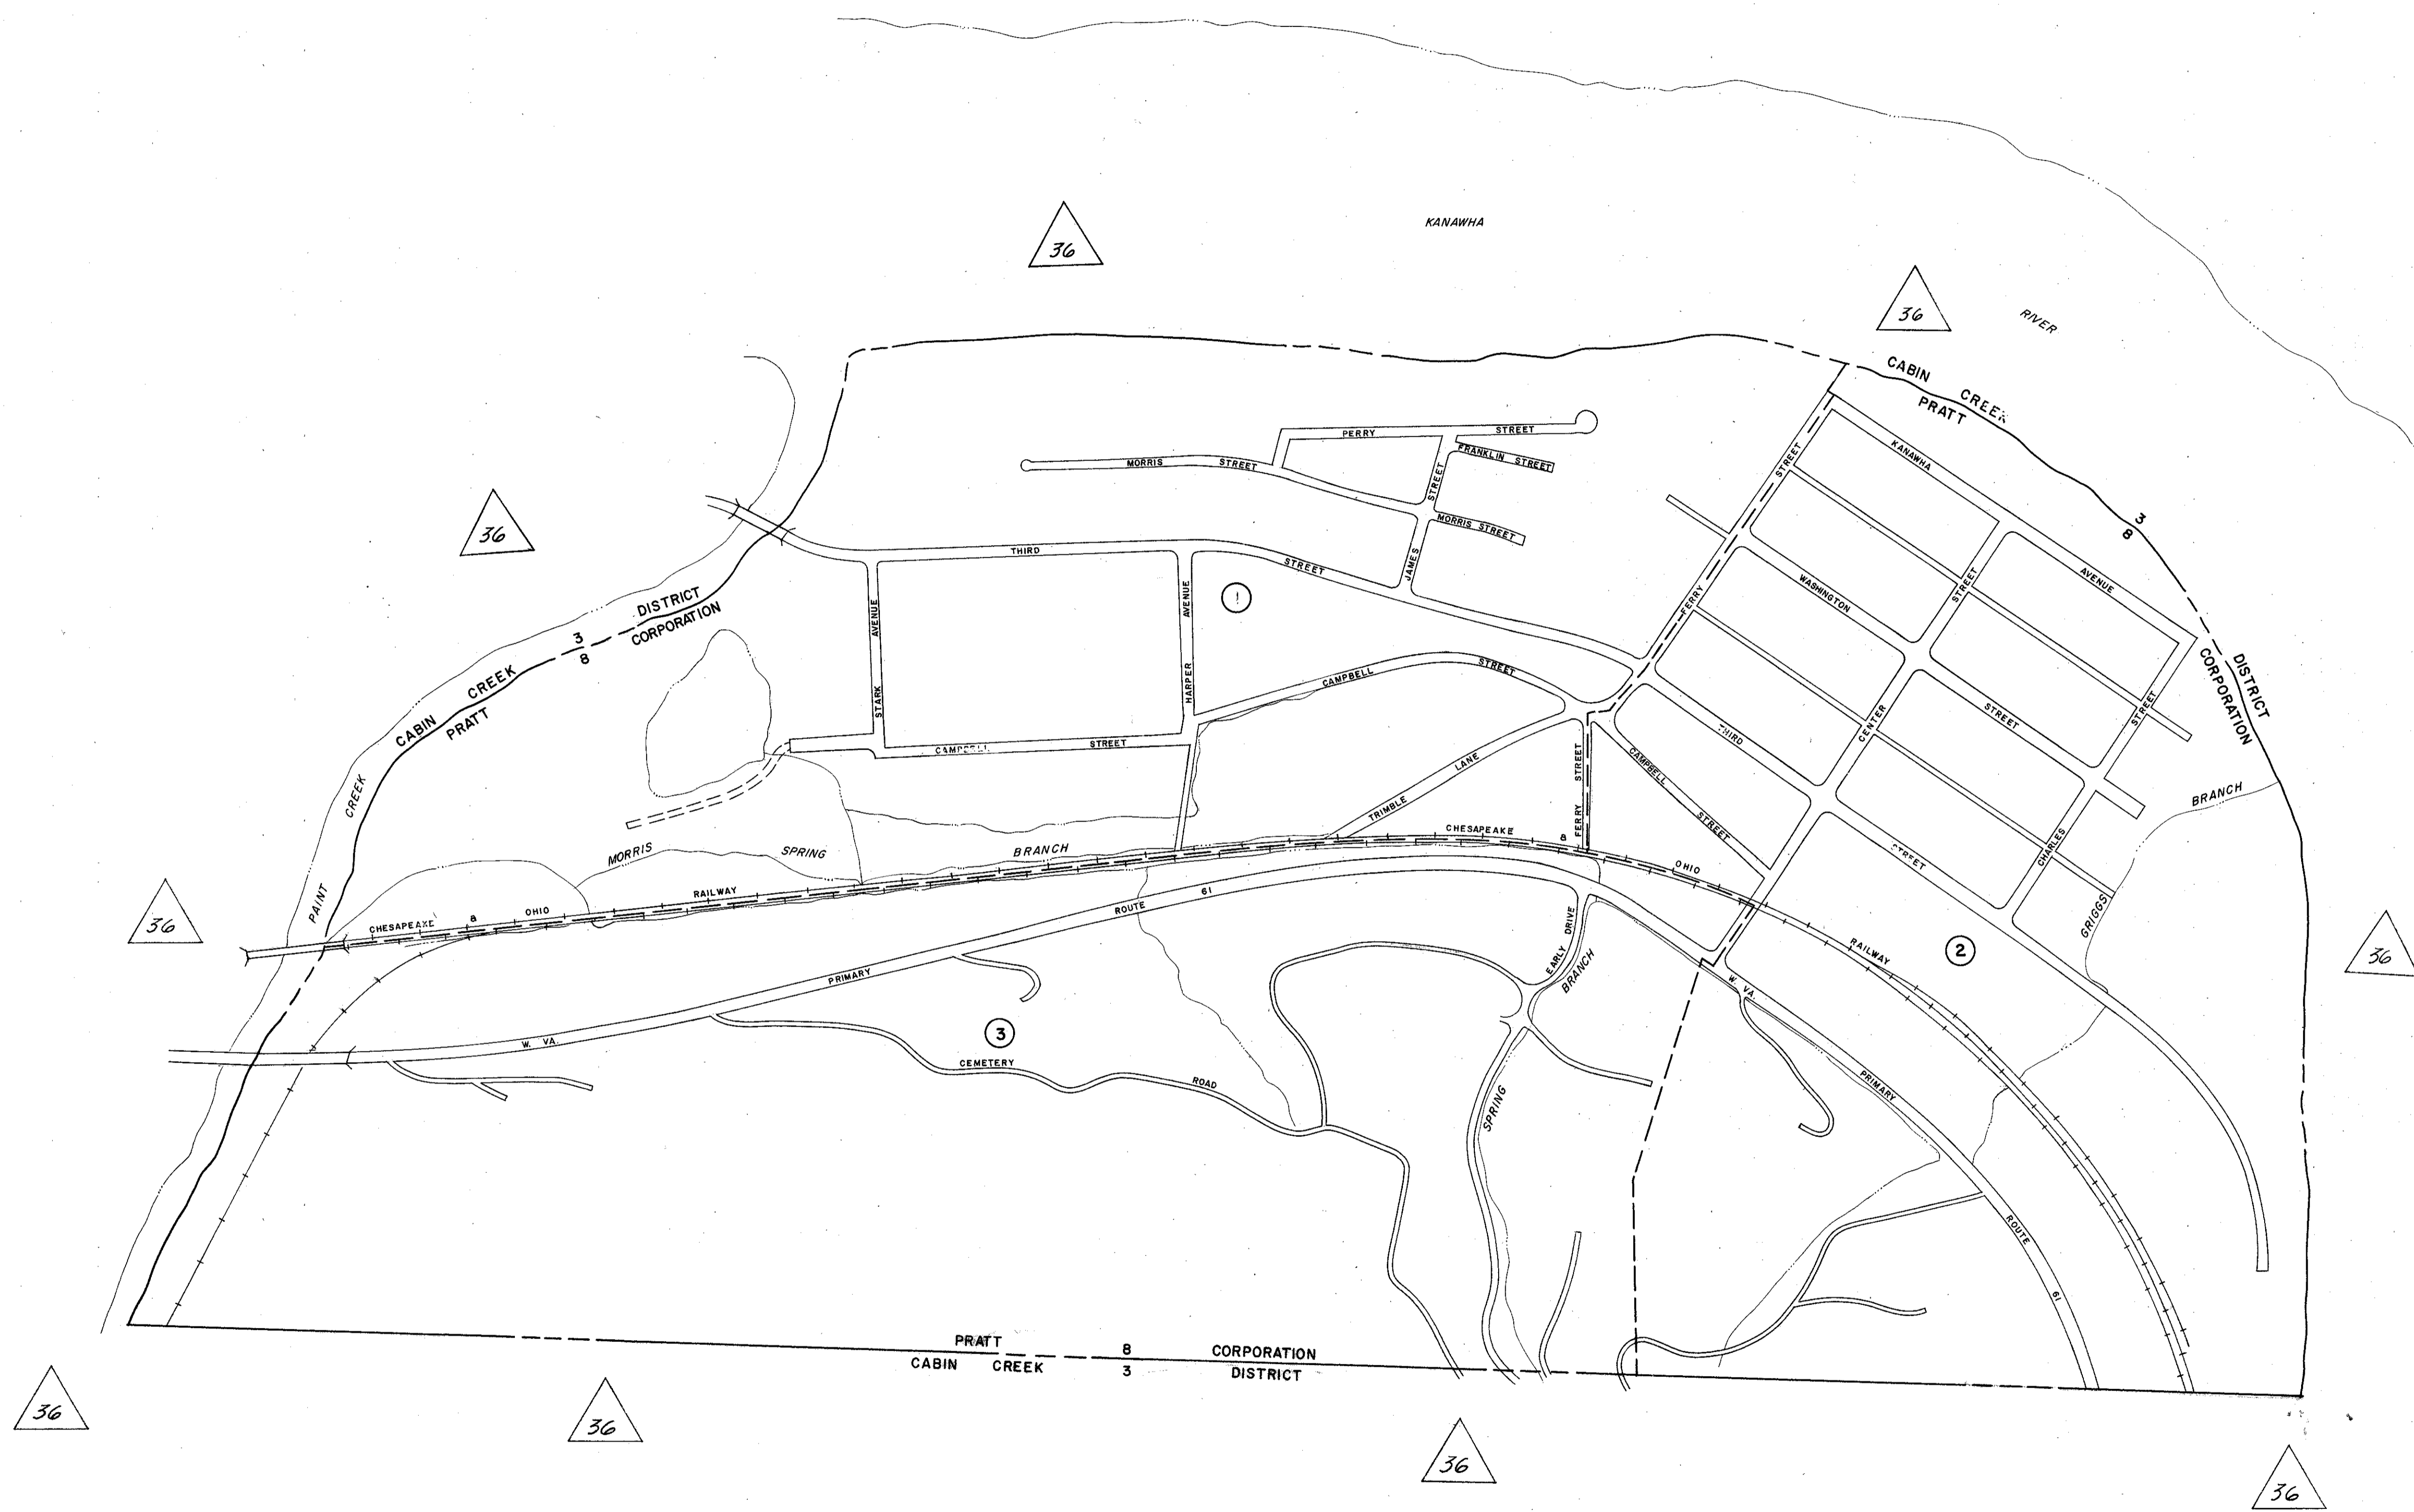 KANAWHA
RIVER
36
36
36
36
36
36
36
36
36
CABIN CREEK
PRATT
3
8
DISTRICT
CORPORATION
PERRY STREET
FRANKLIN STREET
MORRIS STREET
STREET
MORRIS STREET
JAMES
THIRD
STREET
STARK AVENUE
HARPER AVENUE
1
CAMPBELL STREET
STREET
CAMPBELL STREET
TRIMBLE LANE
FERRY STREET
FERRY STREET
KANAWHA
AVENUE
WASHINGTON
STREET
CENTER
STREET
THIRD
STREET
CAMPBELL
STREET
CHARLES
STREET
GRIGGS
BRANCH
2
DISTRICT
CORPORATION
3
8
CABIN CREEK
PRATT
PAINT CREEK
MORRIS SPRING BRANCH
CHESAPEAKE & OHIO RAILWAY
CHESAPEAKE & OHIO
RAILWAY
W. VA. PRIMARY ROUTE 61
W. VA.
PRIMARY
ROUTE
61
EARLY DRIVE
SPRING
BRANCH
3
CEMETERY ROAD
PRATT 8 CORPORATION
CABIN CREEK 3 DISTRICT